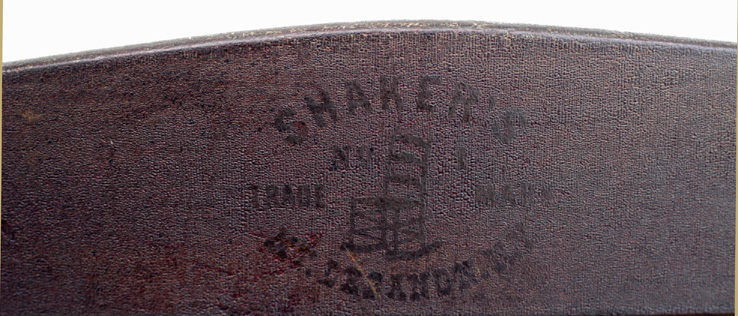 SHAKER'S
No 1
TRADE MARK
MT. LEBANON, N.Y.